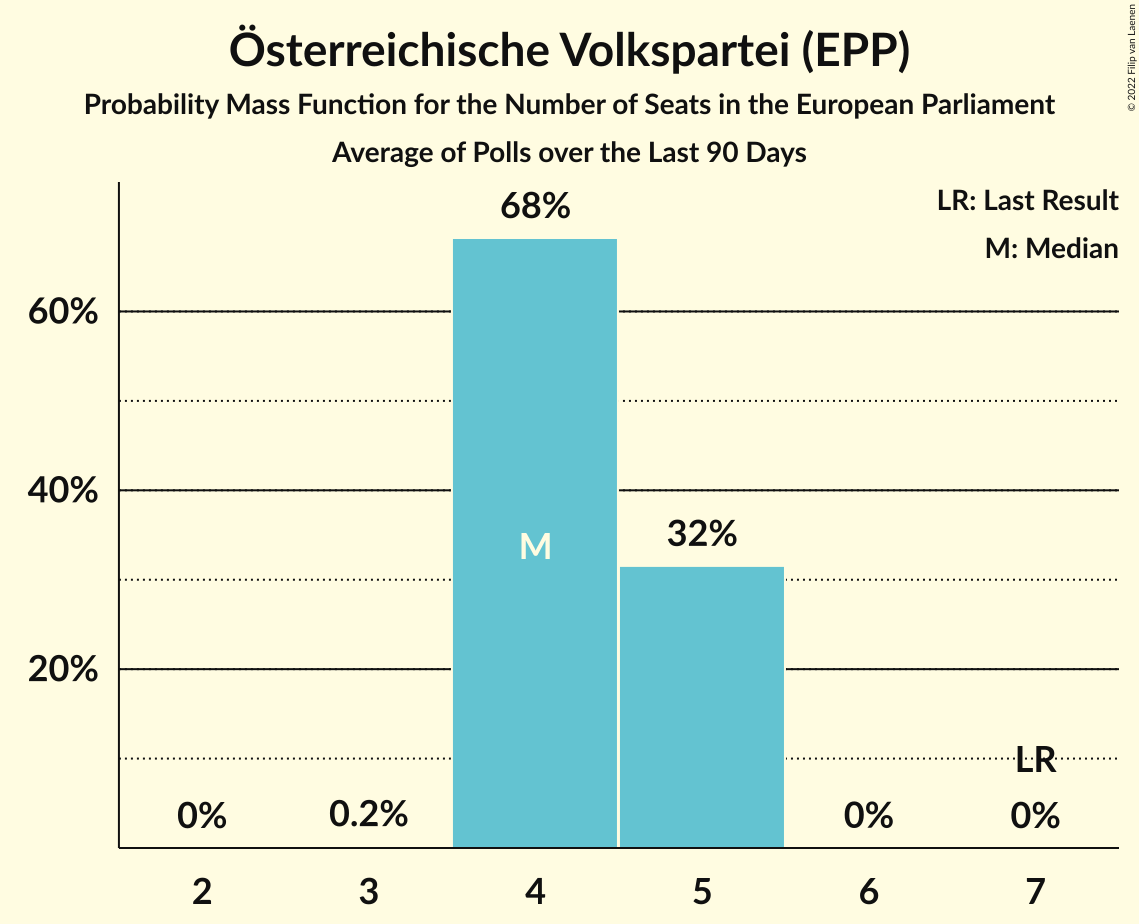 Österreichische Volkspartei (EPP)
Probability Mass Function for the Number of Seats in the European Parliament
Average of Polls over the Last 90 Days
© 2022 Filip van Laenen
LR: Last Result
M: Median
68%
60%
40%
32%
M
20%
LR
0%
0.2%
0%
0%
2
3
4
5
6
7